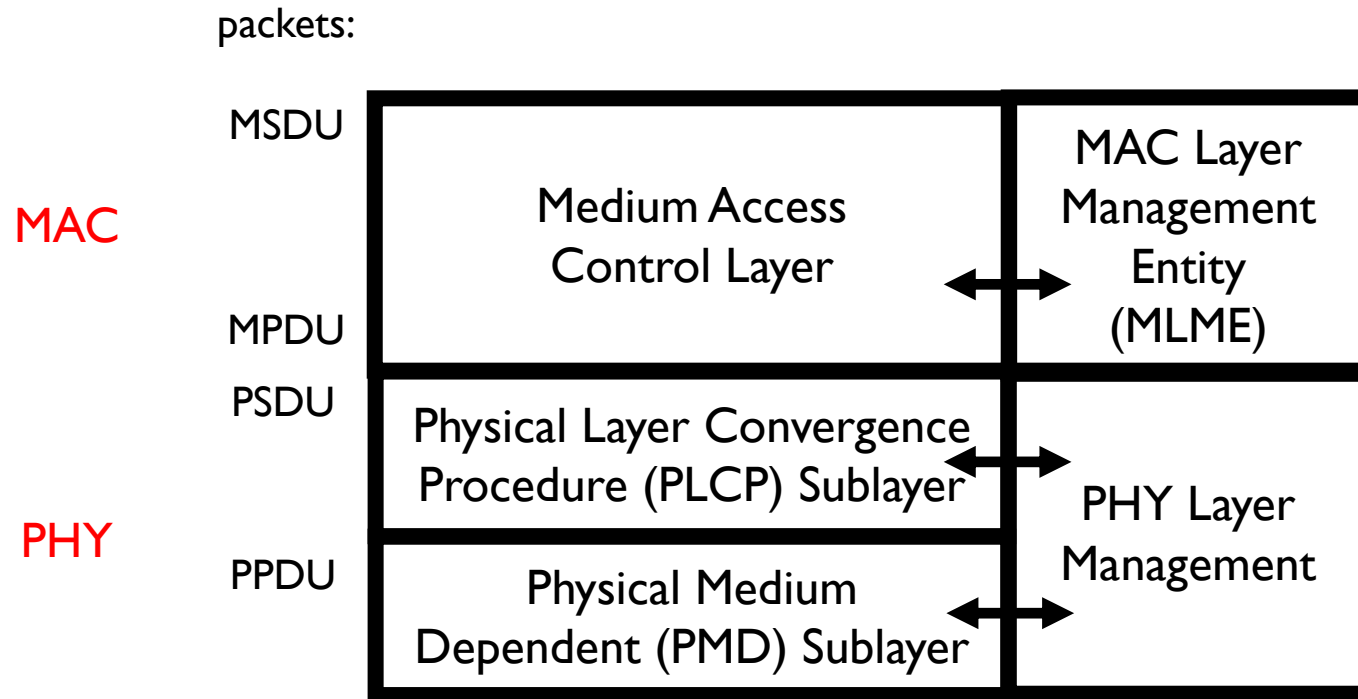 packets:
MSDU
MAC
MPDU
Medium Access
Control Layer
MAC Layer
Management
Entity
(MLME)
PSDU
PHY
PPDU
Physical Layer Convergence
Procedure (PLCP) Sublayer
Physical Medium
Dependent (PMD) Sublayer
PHY Layer
Management